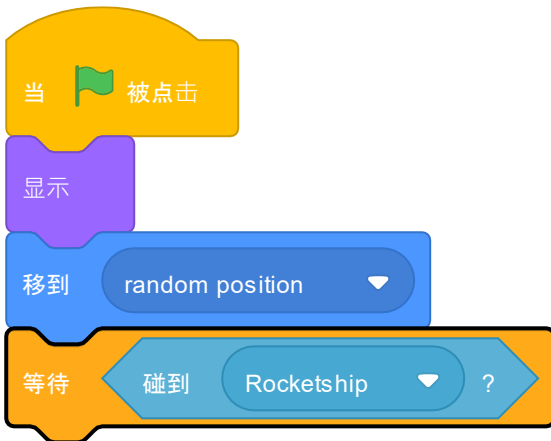 当 被点击
显示
移到 random position
等待 碰到 Rocketship ?